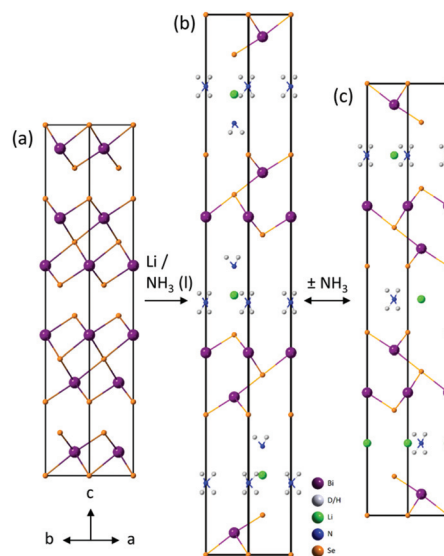 (b)
(c)
(a)
Li /
NH3 (l)
± NH3
c
b a
Bi
D/H
Li
N
Se